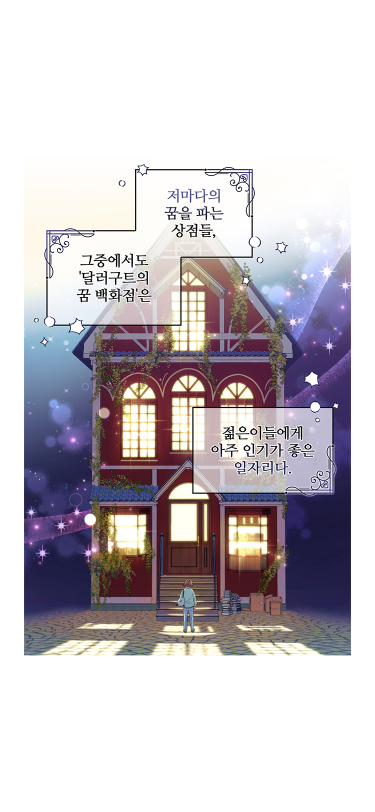 저마다의
꿈을 파는
상점들,
그중에서도
'달러구트의
꿈 백화점'은
젊은이들에게
아주 인기가 좋은
일자리다.